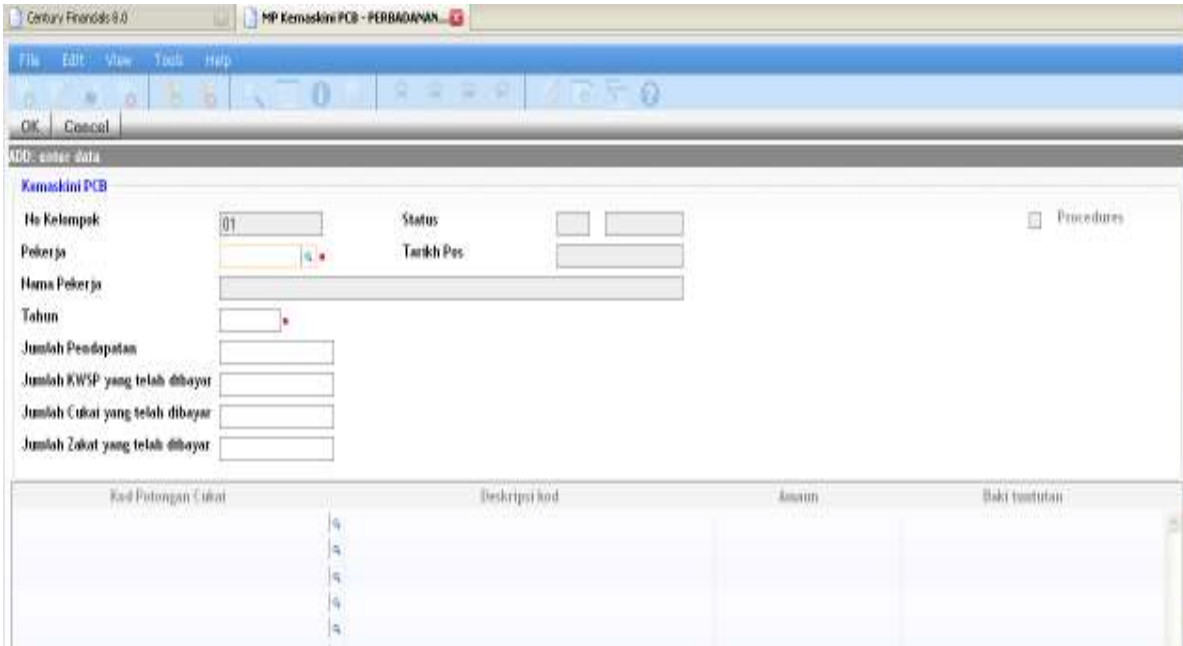 Century Financials 8.0
MP Kemaskini PCB - PERBADANAN...
File Edit View Tools Help
OK Cancel
ADD: enter data
Kemaskini PCB
No Kelompok 01 Status Procedures
Pekerja * Tarikh Pos
Nama Pekerja
Tahun *
Jumlah Pendapatan
Jumlah KWSP yang telah dibayar
Jumlah Cukai yang telah dibayar
Jumlah Zakat yang telah dibayar
Kod Potongan Cukai Deskripsi kod Amaun Baki tuntutan